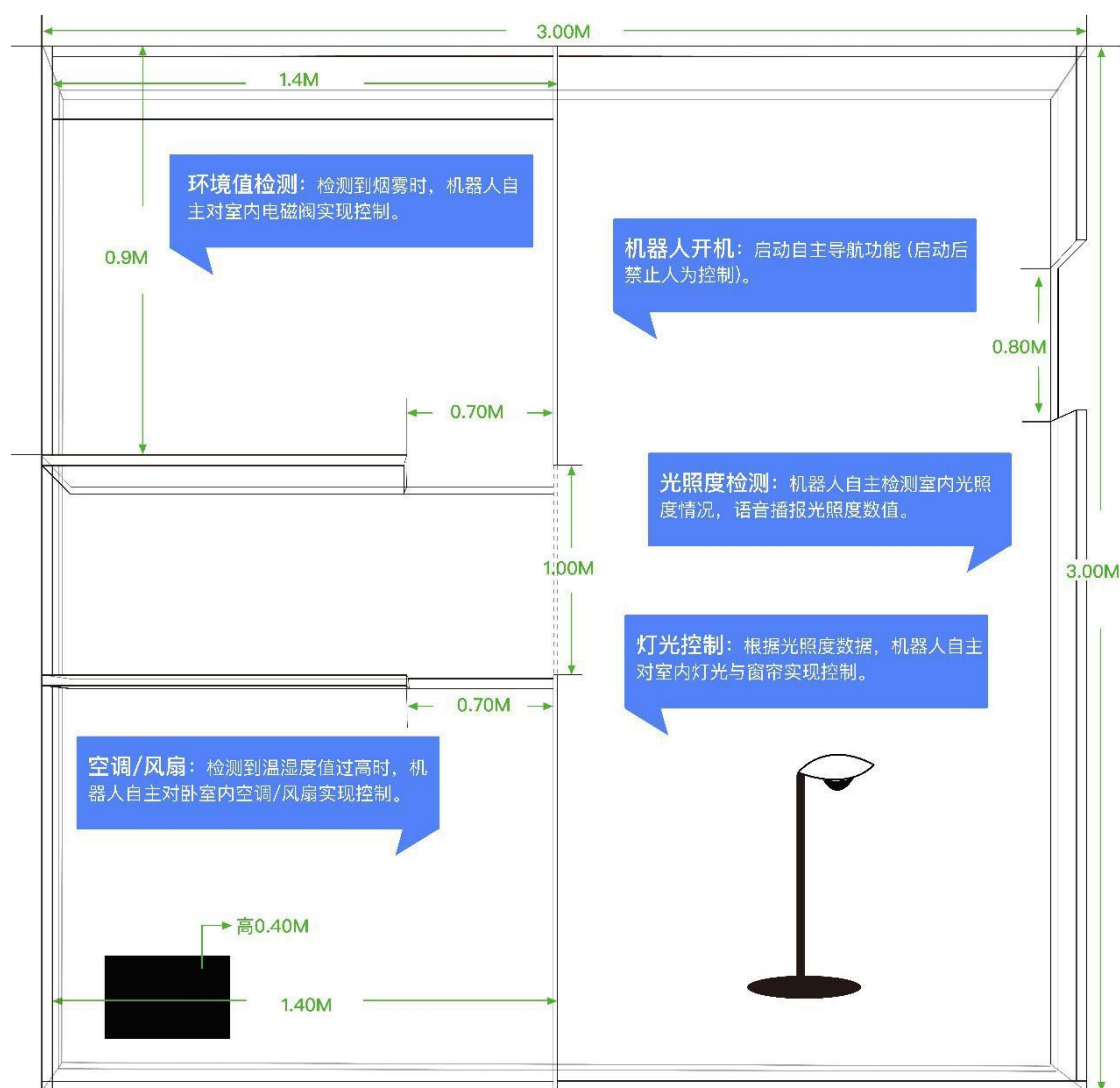 3.00M
1.4M
环境值检测：检测到烟雾时，机器人自
主对室内电磁阀实现控制。
0.9M
机器人开机：启动自主导航功能（启动后
禁止人为控制）。
0.80M
0.70M
光照度检测：机器人自主检测室内光照
度情况，语音播报光照度数值。
1.00M
3.00M
灯光控制：根据光照度数据，机器人自主
对室内灯光与窗帘实现控制。
0.70M
空调/风扇：检测到温湿度值过高时，机
器人自主对卧室内空调/风扇实现控制。
高0.40M
1.40M